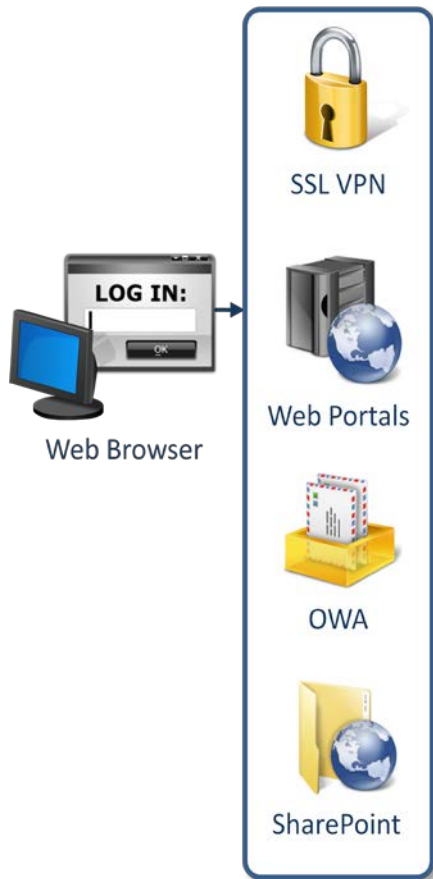 SSL VPN
LOG IN:
OK
Web Browser
Web Portals
OWA
SharePoint